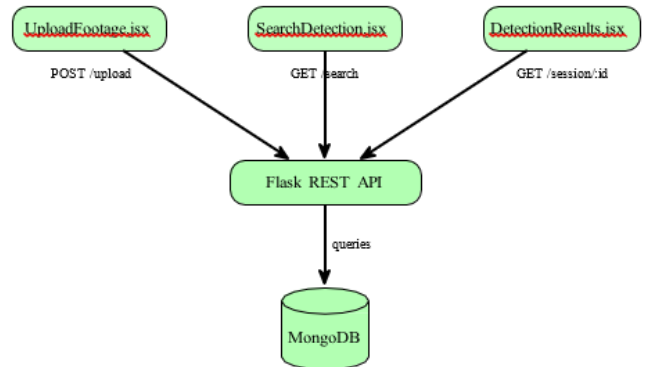 UploadFootage.jsx
SearchDetection.jsx
DetectionResults.jsx
POST /upload
GET /search
GET /session/:id
Flask REST API
queries
MongoDB